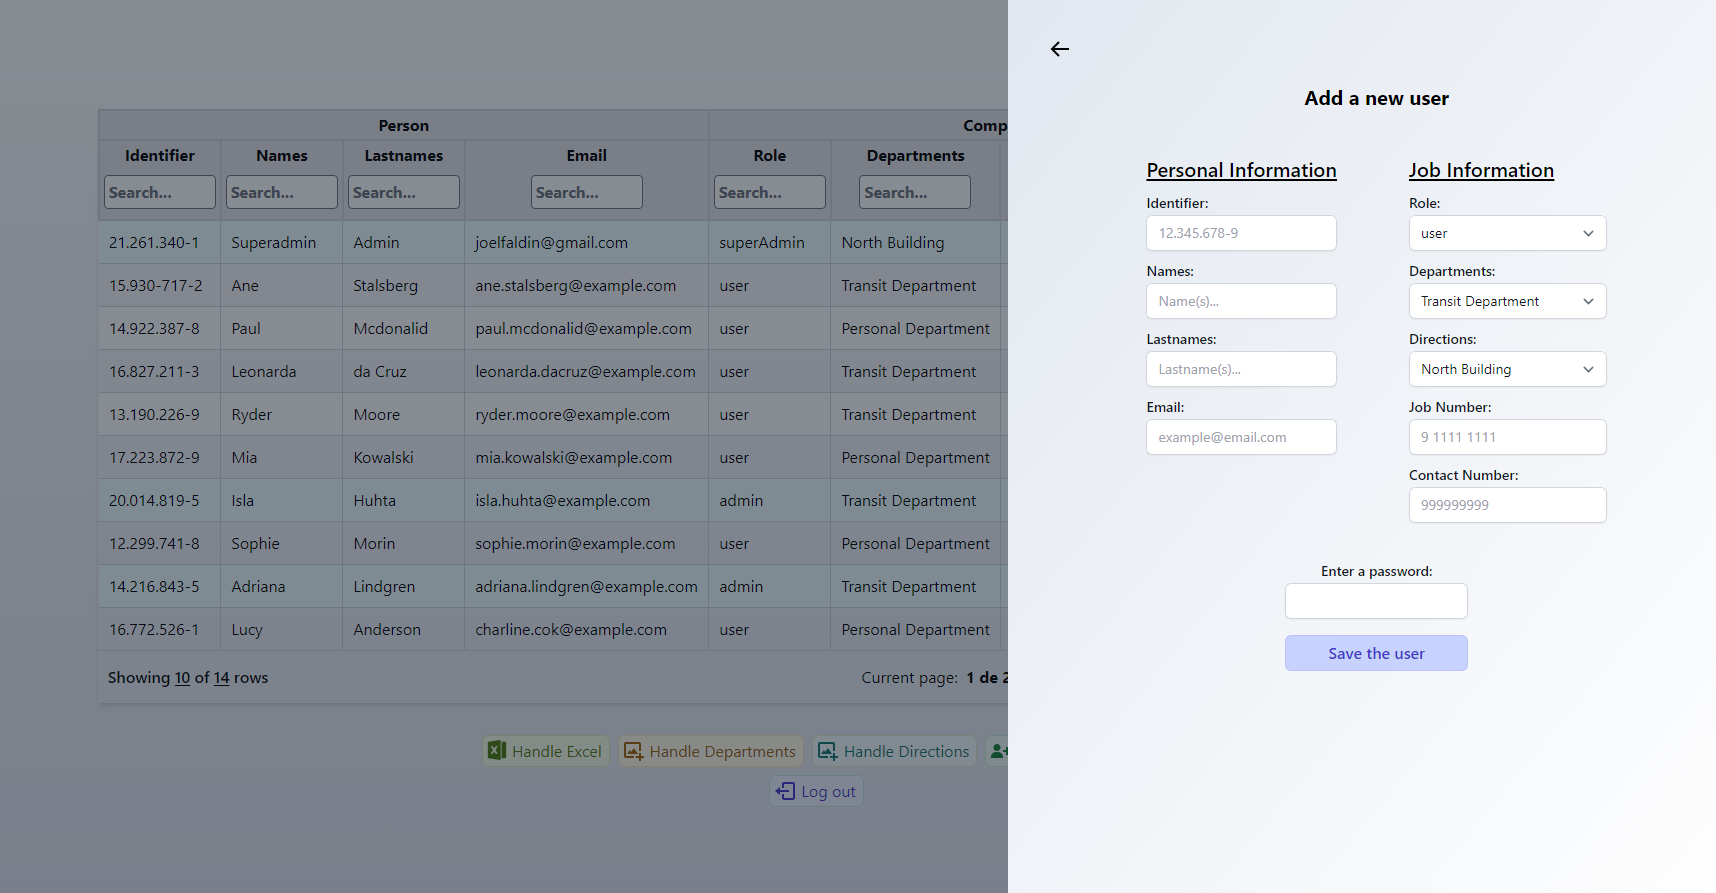 Person Comp
Identifier Names Lastnames Email Role Departments
Search... Search... Search... Search... Search... Search...
21.261.340-1 Superadmin Admin joelfaldin@gmail.com superAdmin North Building
15.930-717-2 Ane Stalsberg ane.stalsberg@example.com user Transit Department
14.922.387-8 Paul Mcdonalid paul.mcdonalid@example.com user Personal Department
16.827.211-3 Leonarda da Cruz leonarda.dacruz@example.com user Transit Department
13.190.226-9 Ryder Moore ryder.moore@example.com user Transit Department
17.223.872-9 Mia Kowalski mia.kowalski@example.com user Personal Department
20.014.819-5 Isla Huhta isla.huhta@example.com admin Transit Department
12.299.741-8 Sophie Morin sophie.morin@example.com user Personal Department
14.216.843-5 Adriana Lindgren adriana.lindgren@example.com admin Transit Department
16.772.526-1 Lucy Anderson charline.cok@example.com user Personal Department
Showing 10 of 14 rows Current page: 1 de 2
Handle Excel Handle Departments Handle Directions
Log out
Add a new user
Personal Information
Identifier:
12.345.678-9
Names:
Name(s)...
Lastnames:
Lastname(s)...
Email:
example@email.com
Job Information
Role:
user
Departments:
Transit Department
Directions:
North Building
Job Number:
9 1111 1111
Contact Number:
999999999
Enter a password:
Save the user